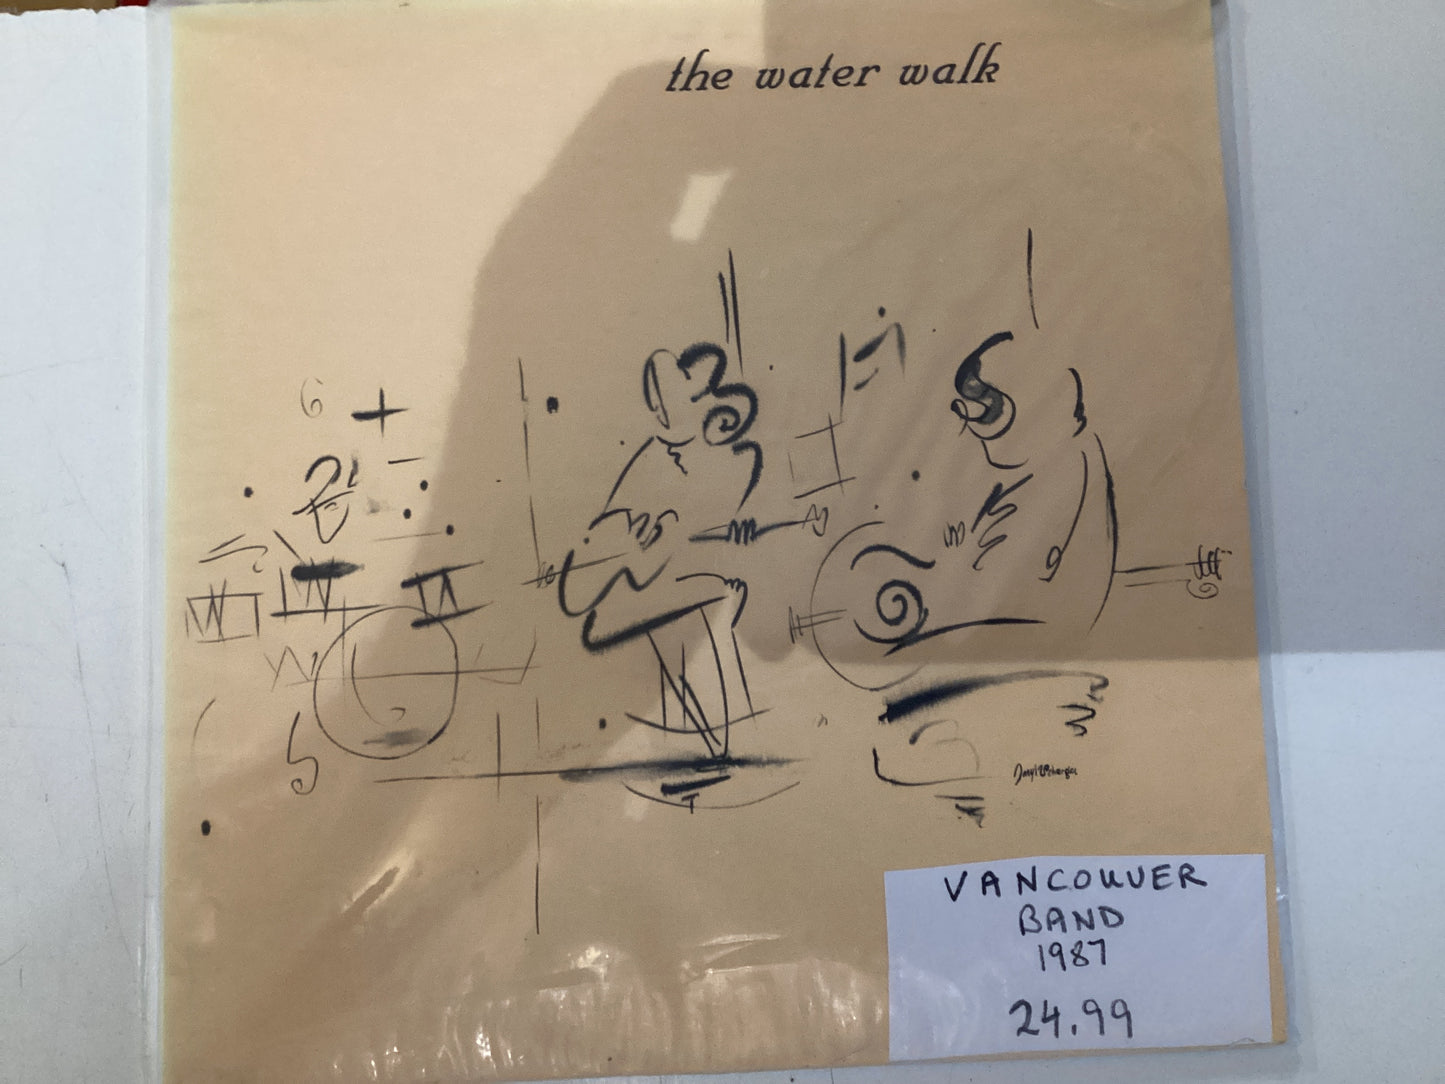 the water walk
VANCOUVER
BAND
1987
24.99